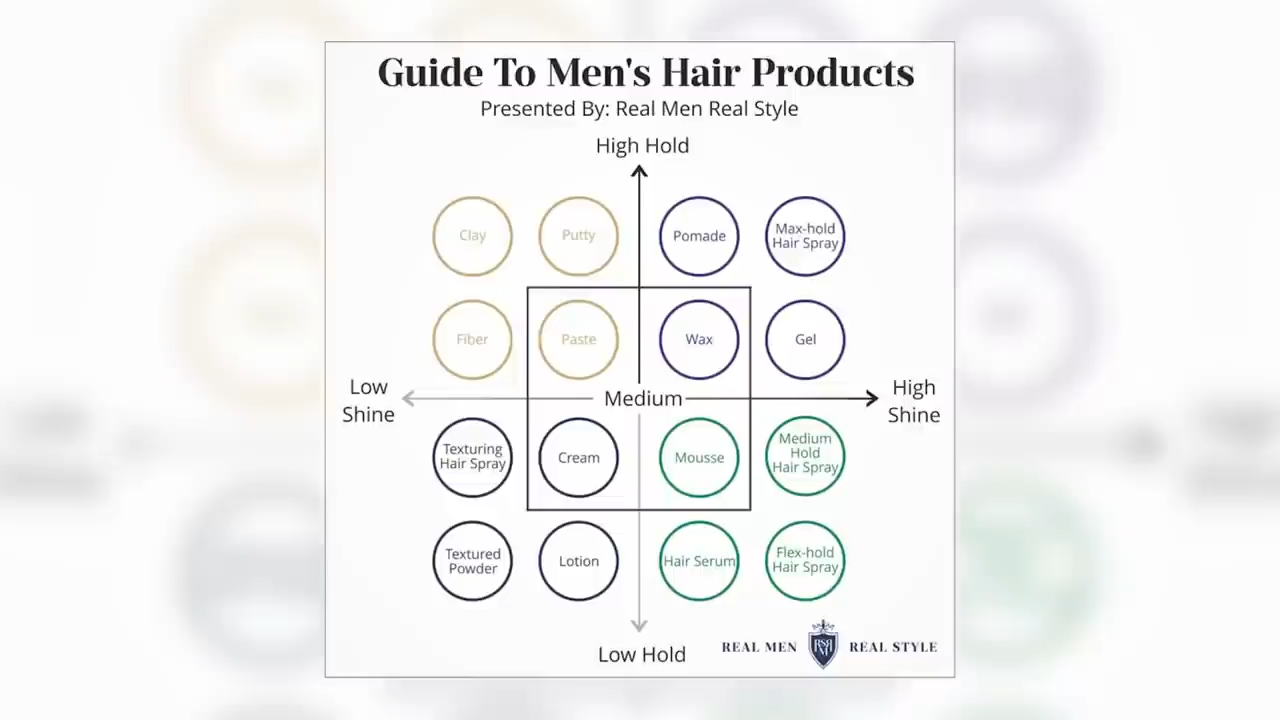 Guide To Men's Hair Products
Presented By: Real Men Real Style
High Hold
Clay
Putty
Pomade
Max-hold
Hair Spray
Fiber
Paste
Wax
Gel
Low
Shine
Medium
High
Shine
Texturing
Hair Spray
Cream
Mousse
Medium
Hold
Hair Spray
Textured
Powder
Lotion
Hair Serum
Flex-hold
Hair Spray
Low Hold
REAL MEN
REAL STYLE